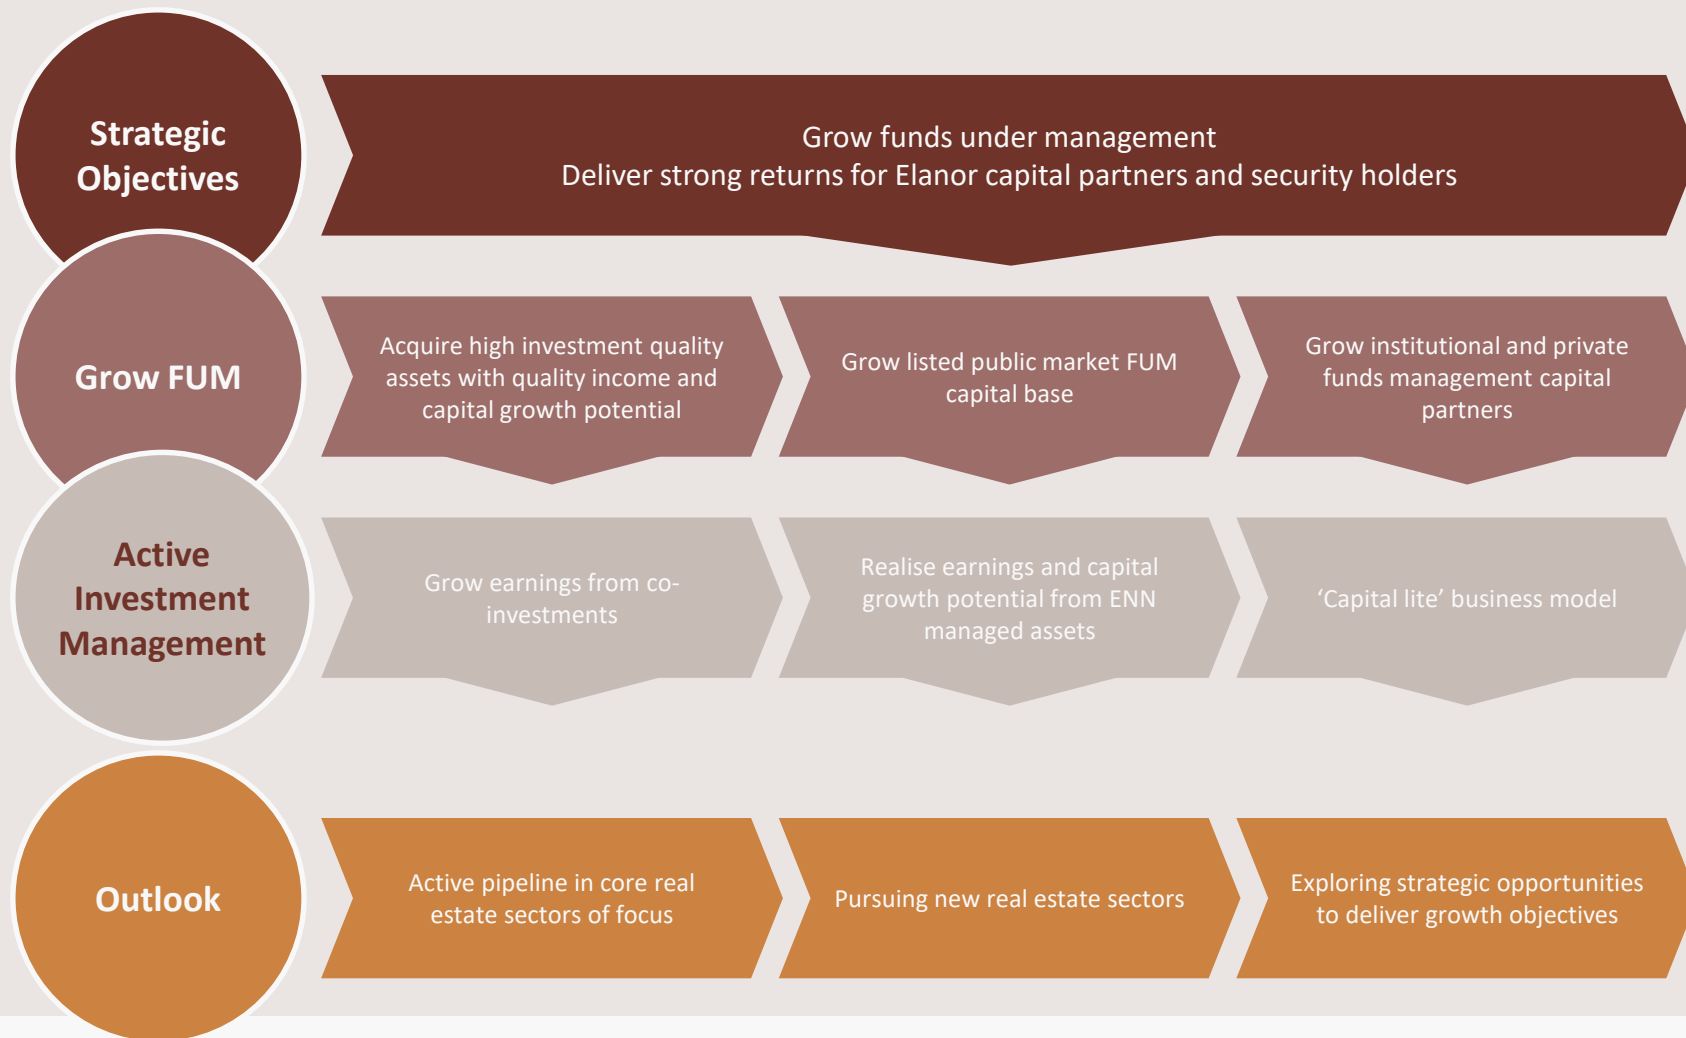 Strategic
Objectives
Grow funds under management
Deliver strong returns for Elanor capital partners and security holders
Grow FUM
Acquire high investment quality
assets with quality income and
capital growth potential
Grow listed public market FUM
capital base
Grow institutional and private
funds management capital
partners
Active
Investment
Management
Grow earnings from co-
investments
Realise earnings and capital
growth potential from ENN
managed assets
‘Capital lite’ business model
Outlook
Active pipeline in core real
estate sectors of focus
Pursuing new real estate sectors
Exploring strategic opportunities
to deliver growth objectives